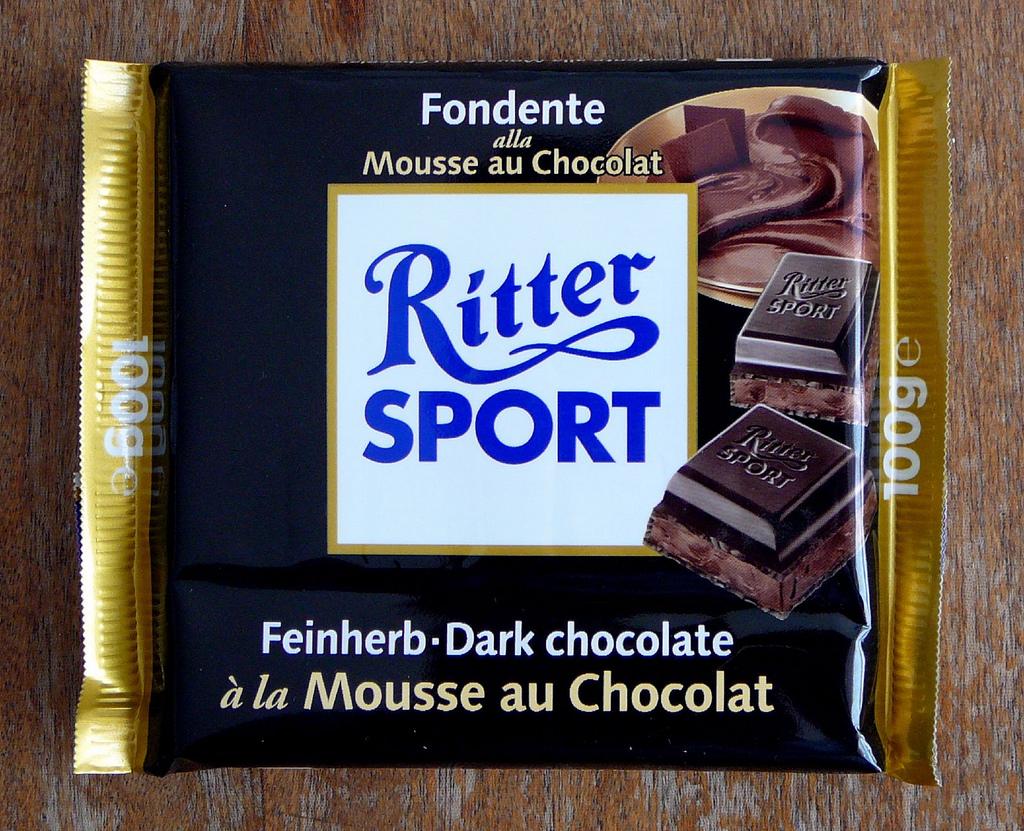 Fondente
alla
Mousse au Chocolat
Ritter
SPORT
Ritter
SPORT
Ritter
SPORT
100g e
100g e
Feinherb·Dark chocolate
à la Mousse au Chocolat